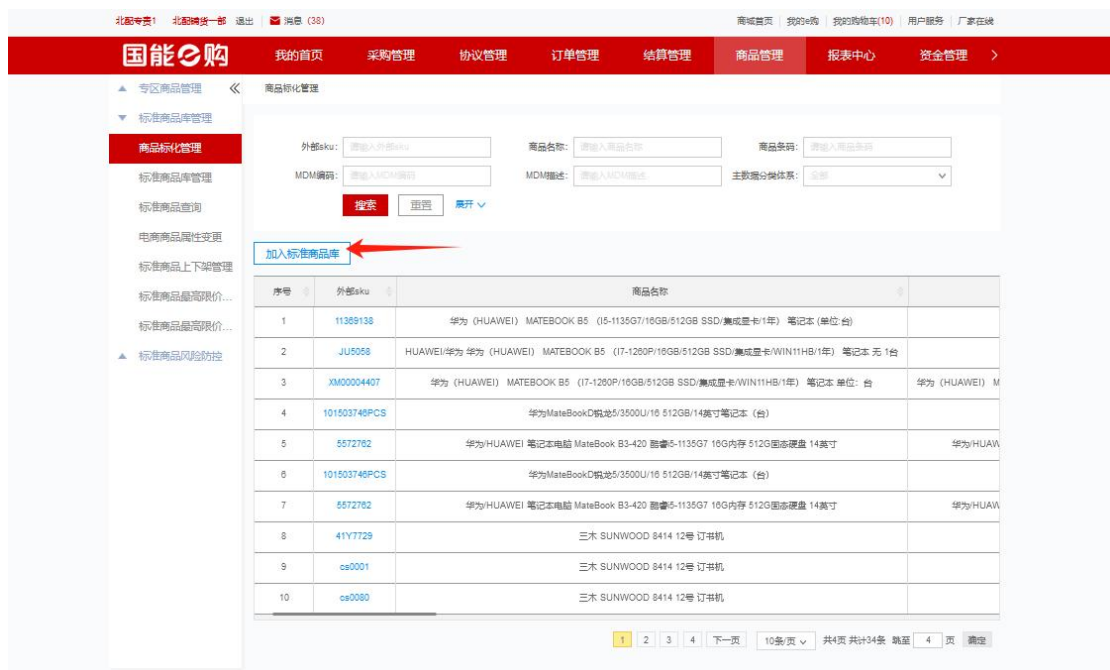 北配专责1 北配铺货一部 退出 消息 (38) 商城首页 我的e购 我的购物车(10) 用户服务 厂家在线
国能e购 我的首页 采购管理 协议管理 订单管理 结算管理 商品管理 报表中心 资金管理
专区商品管理 商品标化管理
标准商品库管理
商品标化管理 外部sku: 请输入外部sku 商品名称: 请输入商品名称 商品条码: 请输入商品条码
标准商品库管理 MDM编码: 请输入MDM编码 MDM描述: 请输入MDM描述 主数据分类体系: 全部
标准商品查询 搜索 重置 展开
电商商品属性变更
加入标准商品库
标准商品上下架管理
标准商品最高限价...
标准商品最高限价...
标准商品风险防控
序号 外部sku 商品名称
1 11369138 华为 (HUAWEI) MATEBOOK B5 (I5-1135G7/16GB/512GB SSD/集成显卡/1年) 笔记本 (单位:台)
2 JU5058 HUAWEI/华为 华为 (HUAWEI) MATEBOOK B5 (I7-1260P/16GB/512GB SSD/集成显卡/WIN11HB/1年) 笔记本 无 1台
3 XM00004407 华为 (HUAWEI) MATEBOOK B5 (I7-1260P/16GB/512GB SSD/集成显卡/WIN11HB/1年) 笔记本 单位: 台 华为 (HUAWEI) M
4 101503746PCS 华为MateBookD锐龙5/3500U/16 512GB/14英寸笔记本 (台)
5 5572762 华为/HUAWEI 笔记本电脑 MateBook B3-420 酷睿i5-1135G7 16G内存 512G固态硬盘 14英寸 华为/HUAW
6 101503746PCS 华为MateBookD锐龙5/3500U/16 512GB/14英寸笔记本 (台)
7 5572762 华为/HUAWEI 笔记本电脑 MateBook B3-420 酷睿i5-1135G7 16G内存 512G固态硬盘 14英寸 华为/HUAW
8 41Y7729 三木 SUNWOOD 8414 12号 订书机
9 cs0001 三木 SUNWOOD 8414 12号 订书机
10 cs0080 三木 SUNWOOD 8414 12号 订书机
1 2 3 4 下一页 10条/页 共4页 共计34条 跳至 4 页 确定